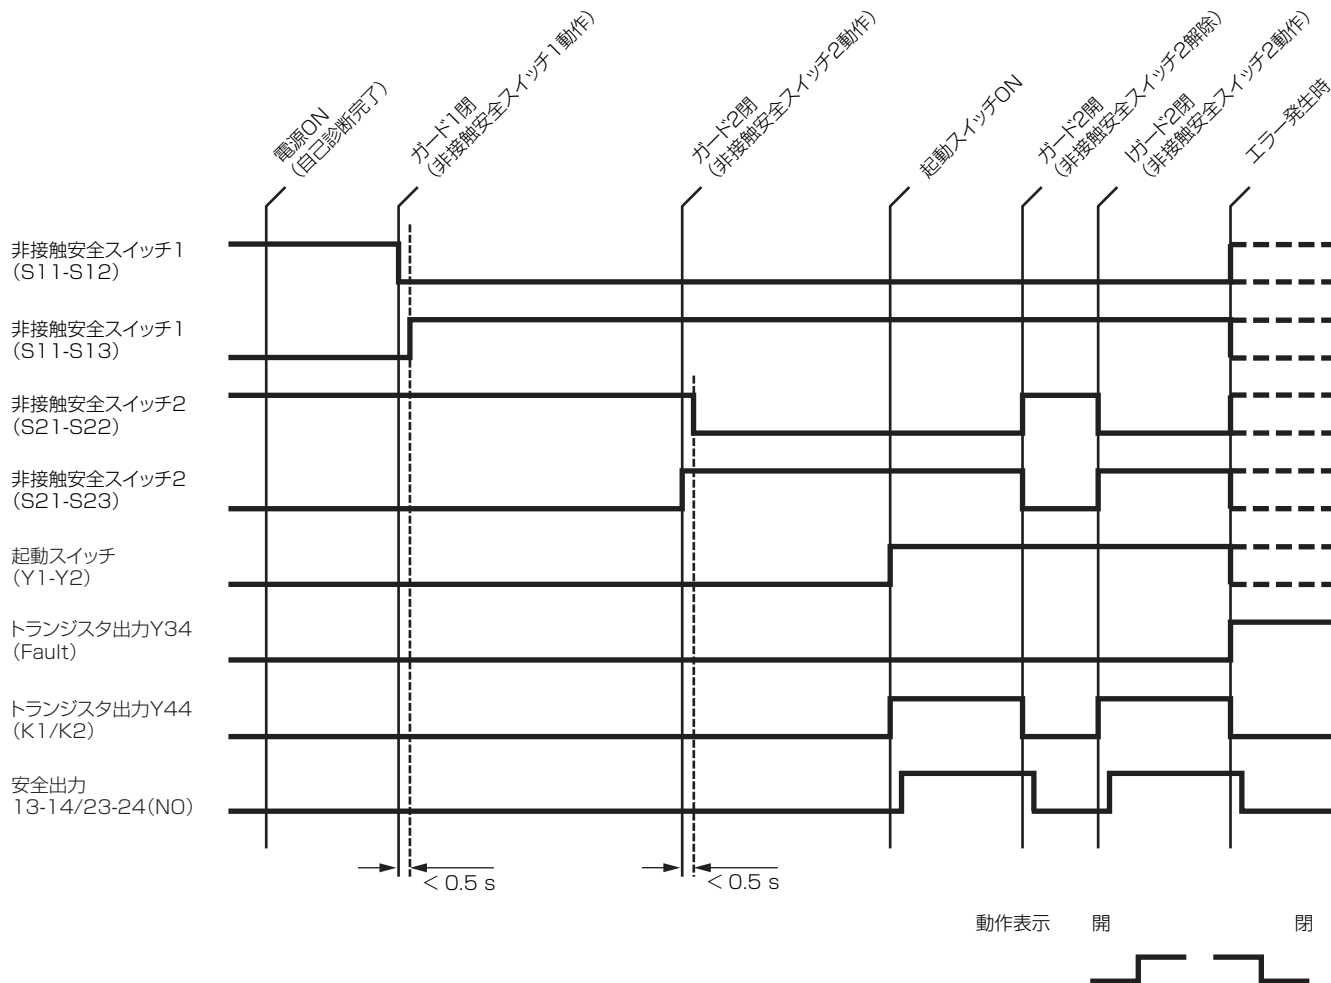 電源ON
(自己診断完了)
ガード1閉
(非接触安全スイッチ1動作)
ガード2閉
(非接触安全スイッチ2動作)
起動スイッチON
ガード2開
(非接触安全スイッチ2解除)
lガード2閉
(非接触安全スイッチ2動作)
エラー発生時
非接触安全スイッチ1
(S11-S12)
非接触安全スイッチ1
(S11-S13)
非接触安全スイッチ2
(S21-S22)
非接触安全スイッチ2
(S21-S23)
起動スイッチ
(Y1-Y2)
トランジスタ出力Y34
(Fault)
トランジスタ出力Y44
(K1/K2)
安全出力
13-14/23-24(NO)
< 0.5 s
< 0.5 s
動作表示 開 閉